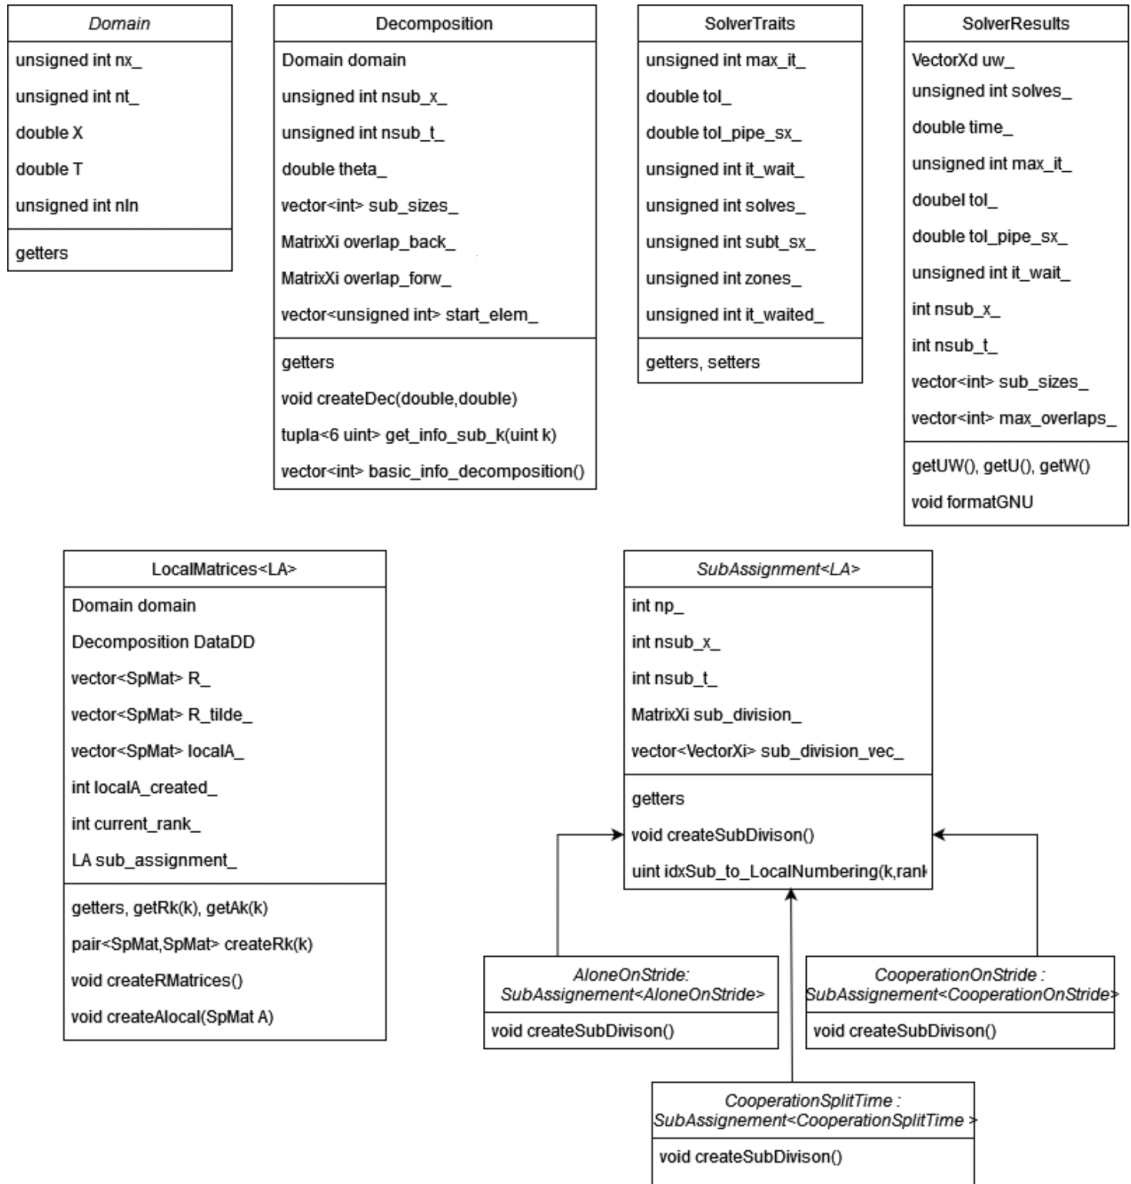 Domain
unsigned int nx_
unsigned int nt_
double X
double T
unsigned int nln
getters
Decomposition
Domain domain
unsigned int nsub_x_
unsigned int nsub_t_
double theta_
vector<int> sub_sizes_
MatrixXi overlap_back_
MatrixXi overlap_forw_
vector<unsigned int> start_elem_
getters
void createDec(double,double)
tupla<6 uint> get_info_sub_k(uint k)
vector<int> basic_info_decomposition()
SolverTraits
unsigned int max_it_
double tol_
double tol_pipe_sx_
unsigned int it_wait_
unsigned int solves_
unsigned int subt_sx_
unsigned int zones_
unsigned int it_waited_
getters, setters
SolverResults
VectorXd uw_
unsigned int solves_
double time_
unsigned int max_it_
doubel tol_
double tol_pipe_sx_
unsigned int it_wait_
int nsub_x_
int nsub_t_
vector<int> sub_sizes_
vector<int> max_overlaps_
getUW(), getU(), getW()
void formatGNU
LocalMatrices<LA>
Domain domain
Decomposition DataDD
vector<SpMat> R_
vector<SpMat> R_tilde_
vector<SpMat> localA_
int localA_created_
int current_rank_
LA sub_assignment_
getters, getRk(k), getAk(k)
pair<SpMat,SpMat> createRk(k)
void createRMatrices()
void createAlocal(SpMat A)
SubAssignment<LA>
int np_
int nsub_x_
int nsub_t_
MatrixXi sub_division_
vector<VectorXi> sub_division_vec_
getters
void createSubDivison()
uint idxSub_to_LocalNumbering(k,rank
AloneOnStride:
SubAssignement<AloneOnStride>
void createSubDivison()
CooperationOnStride :
SubAssignement<CooperationOnStride>
void createSubDivison()
CooperationSplitTime :
SubAssignement<CooperationSplitTime >
void createSubDivison()